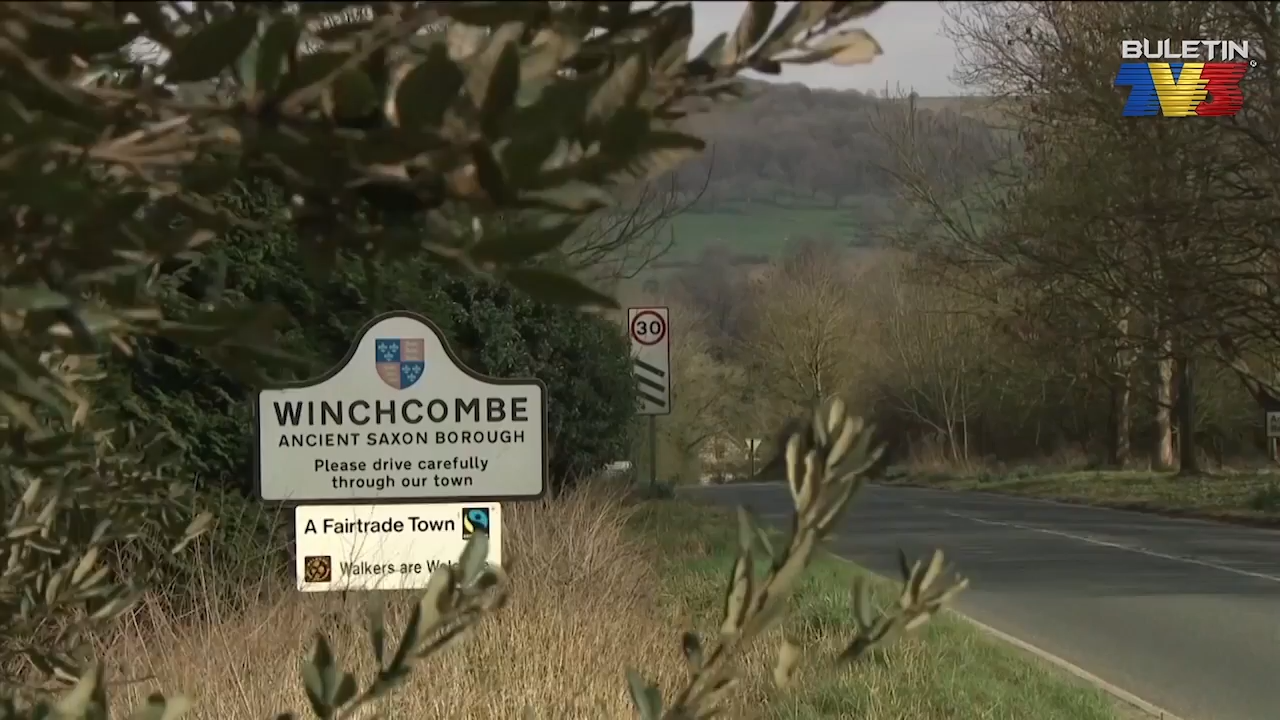 BULETIN
TV3
30
WINCHCOMBE
ANCIENT SAXON BOROUGH
Please drive carefully
through our town
A Fairtrade Town
Walkers are